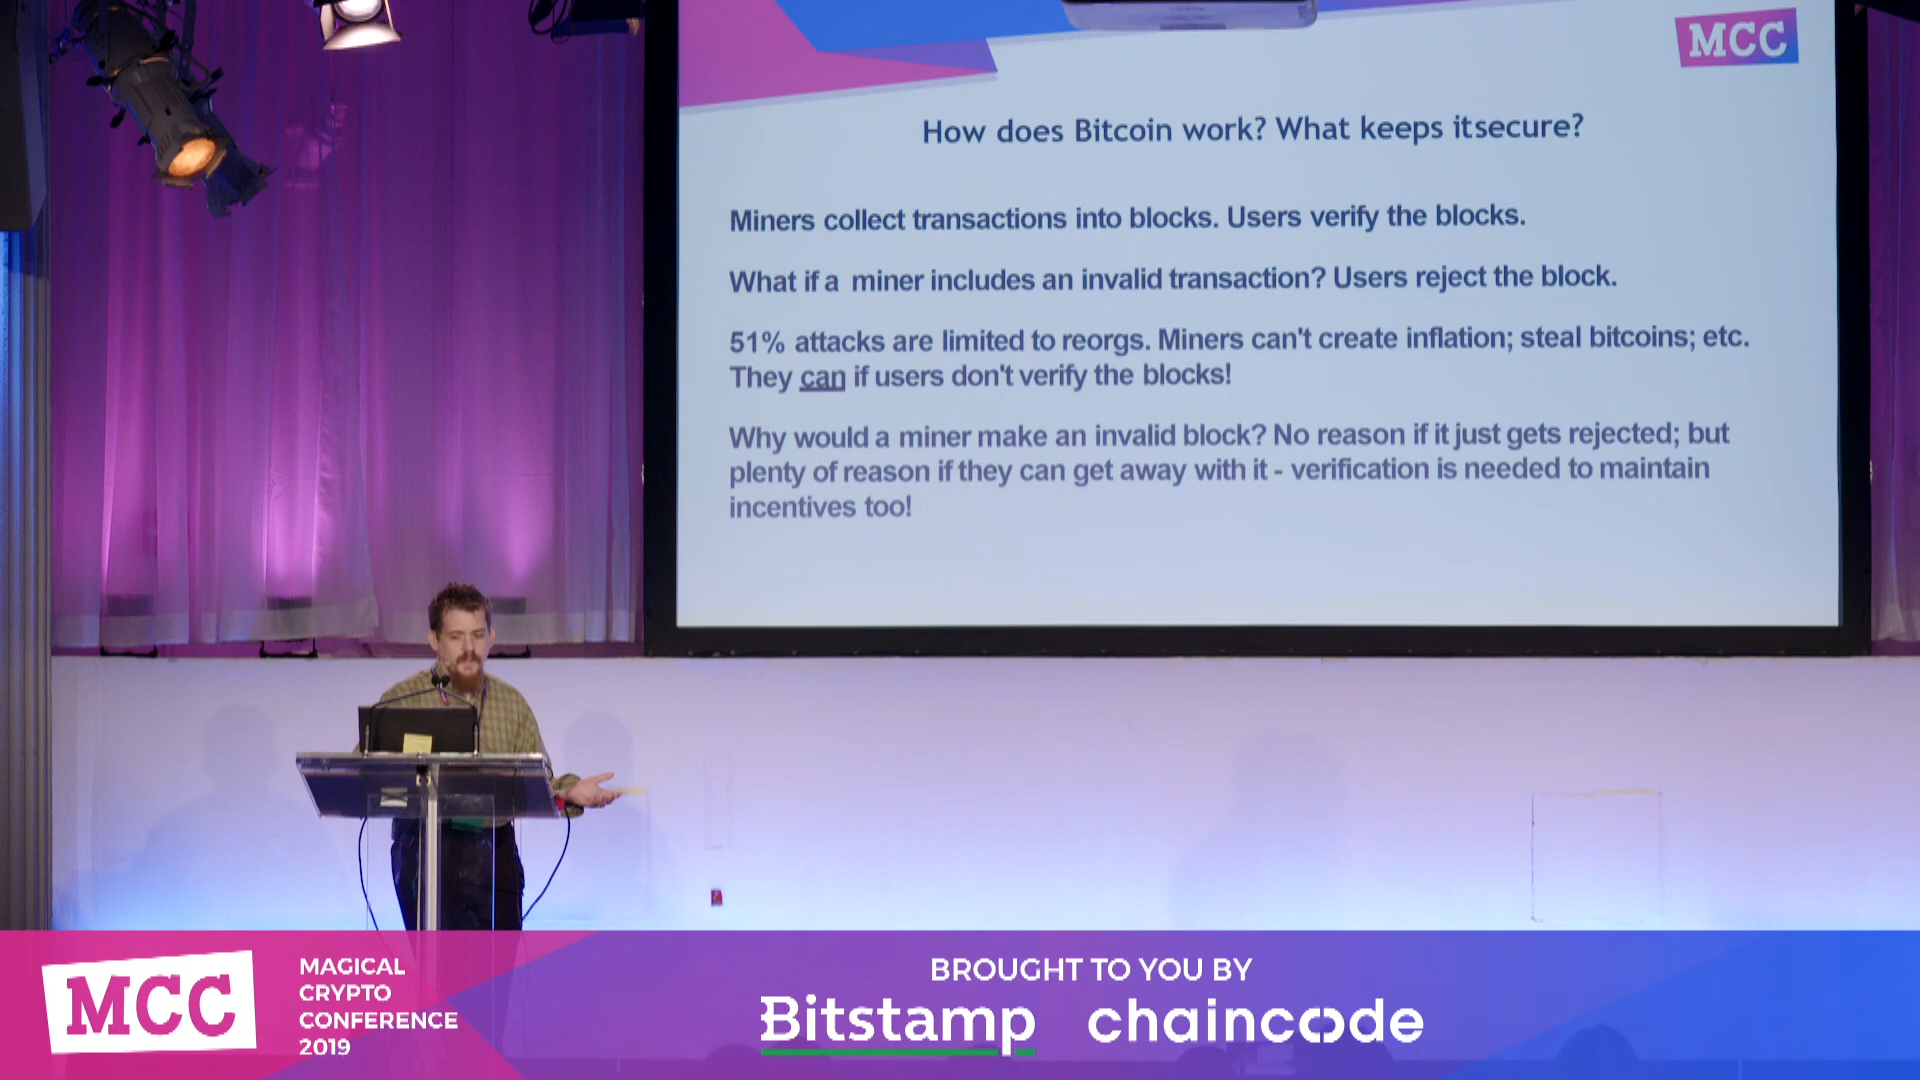 MCC
How does Bitcoin work? What keeps itsecure?
Miners collect transactions into blocks. Users verify the blocks.
What if a miner includes an invalid transaction? Users reject the block.
51% attacks are limited to reorgs. Miners can't create inflation; steal bitcoins; etc.
They can if users don't verify the blocks!
Why would a miner make an invalid block? No reason if it just gets rejected; but
plenty of reason if they can get away with it - verification is needed to maintain
incentives too!
MCC
MAGICAL
CRYPTO
CONFERENCE
2019
BROUGHT TO YOU BY
Bitstamp chaincode